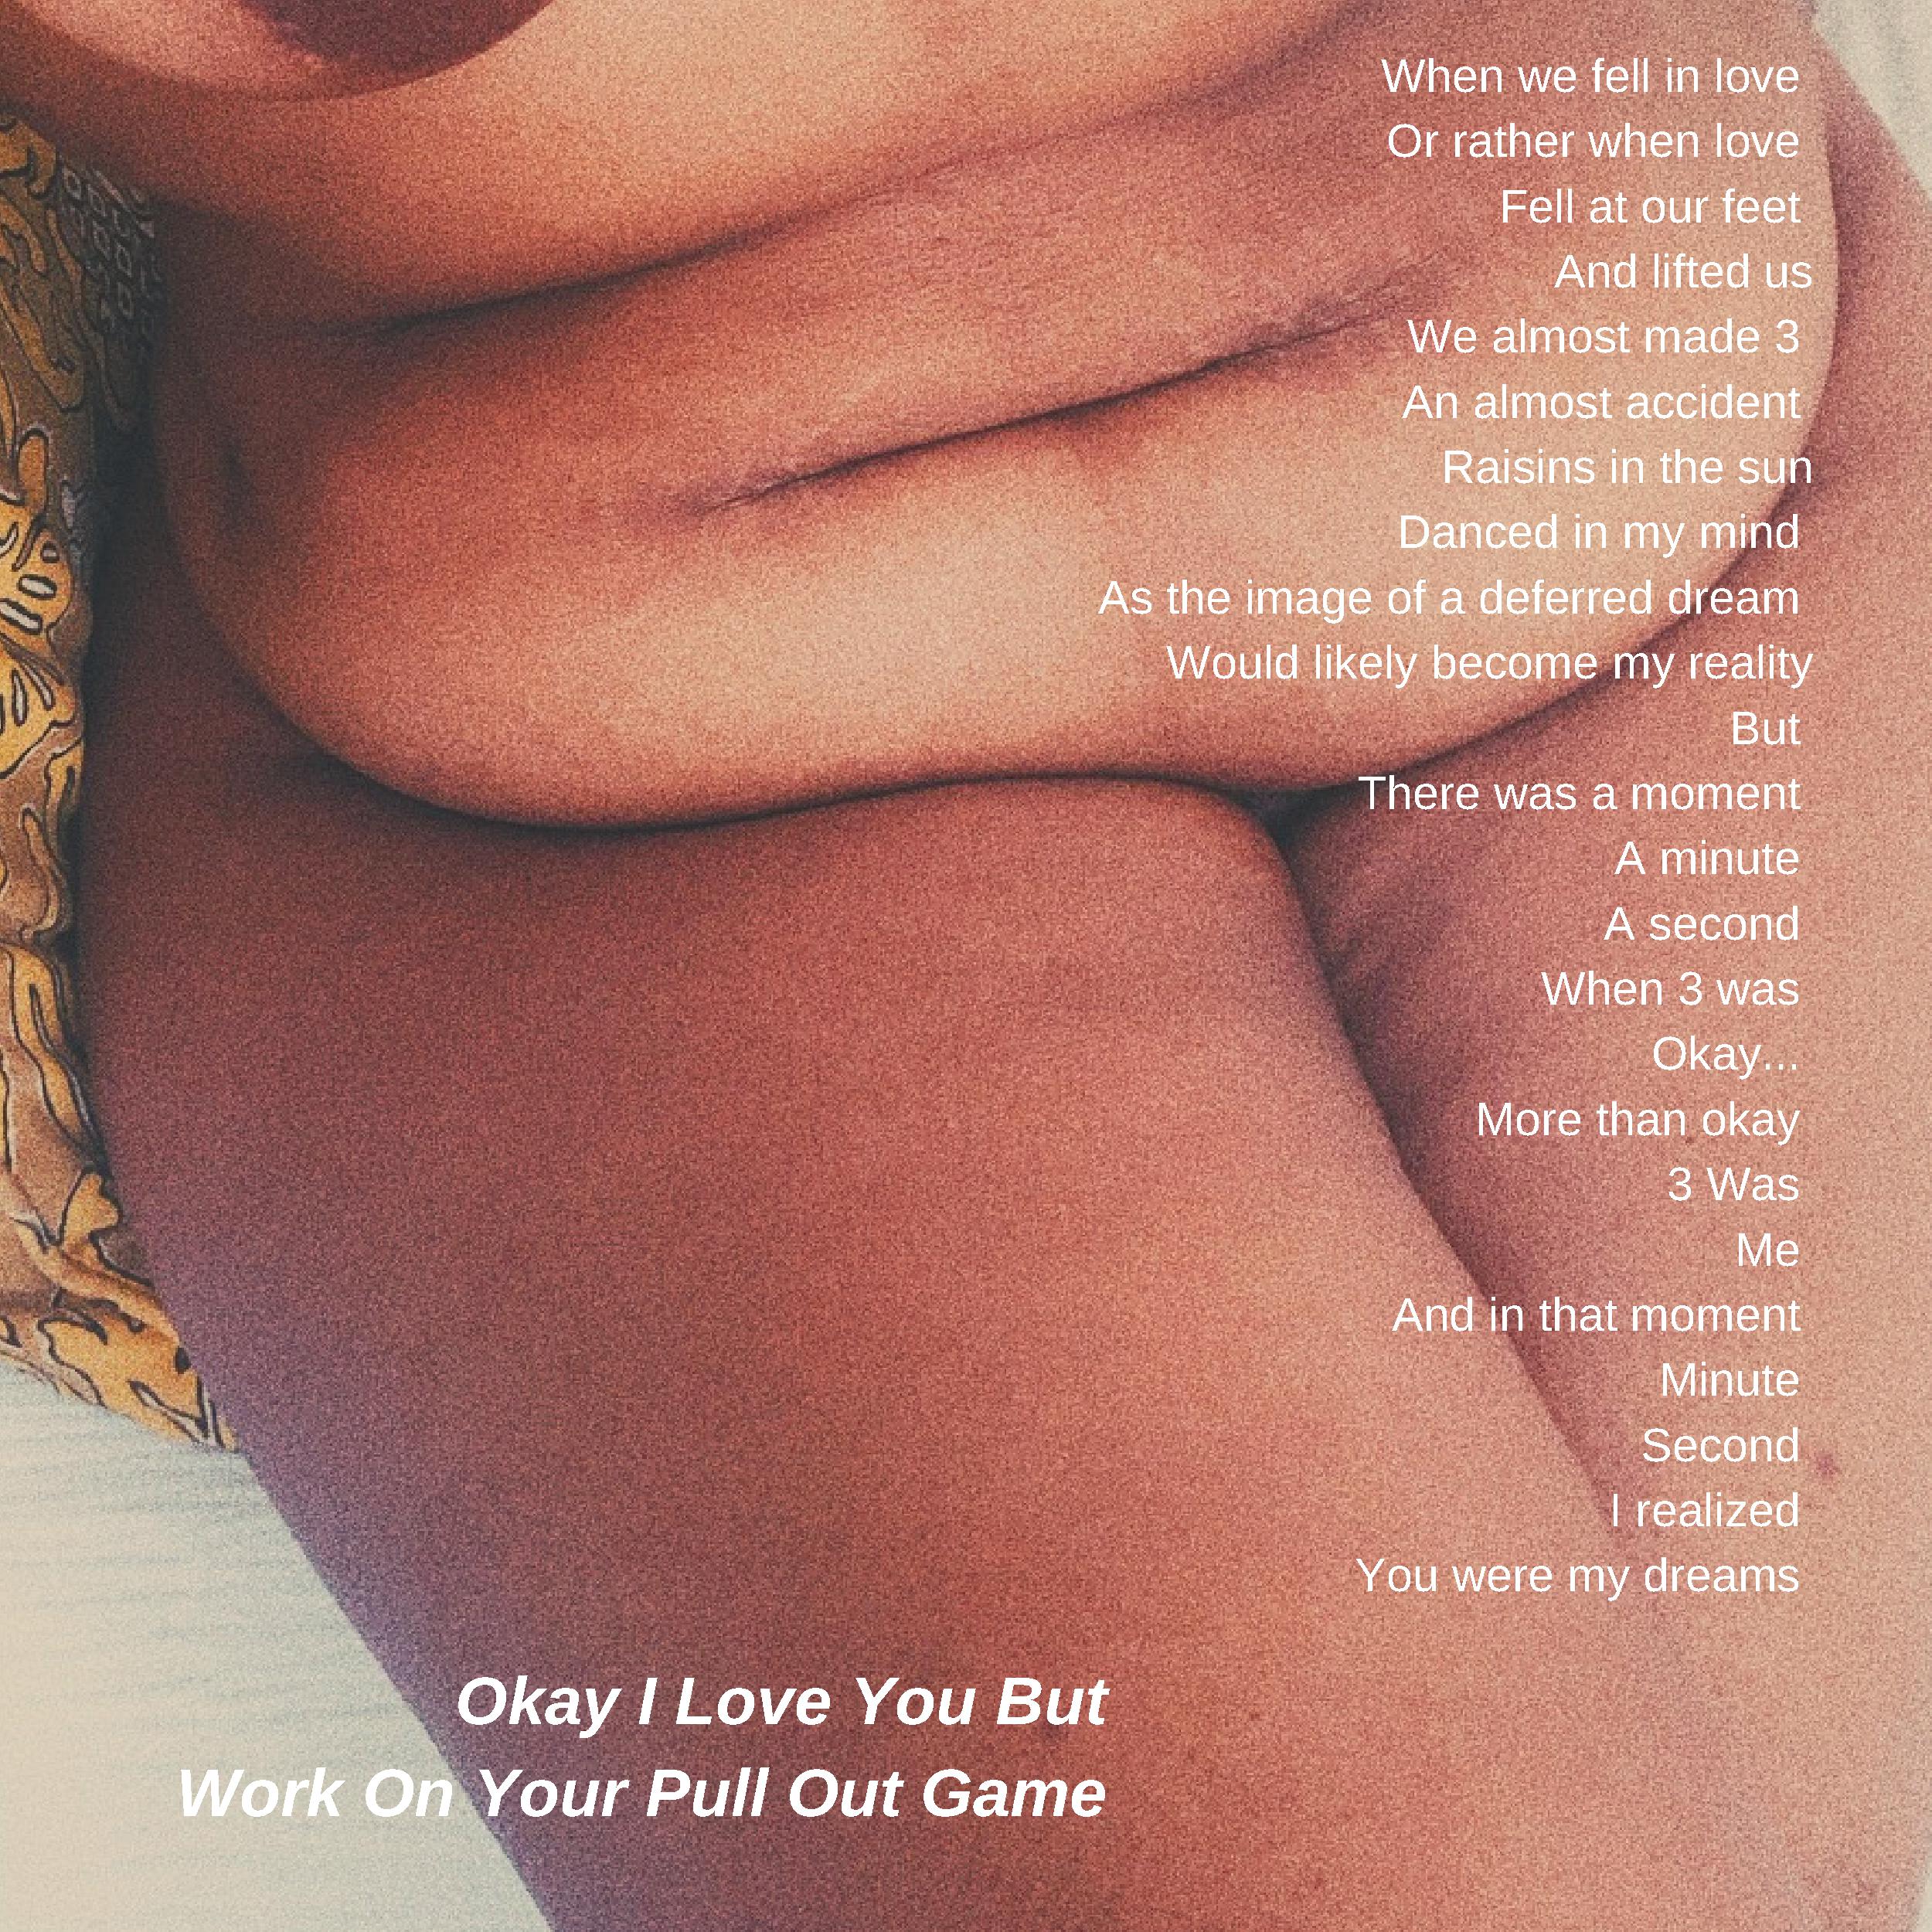 When we fell in love
Or rather when love
Fell at our feet
And lifted us
We almost made 3
An almost accident
Raisins in the sun
Danced in my mind
As the image of a deferred dream
Would likely become my reality
But
There was a moment
A minute
A second
When 3 was
Okay...
More than okay
3 Was
Me
And in that moment
Minute
Second
I realized
You were my dreams
Okay I Love You But
Work On Your Pull Out Game